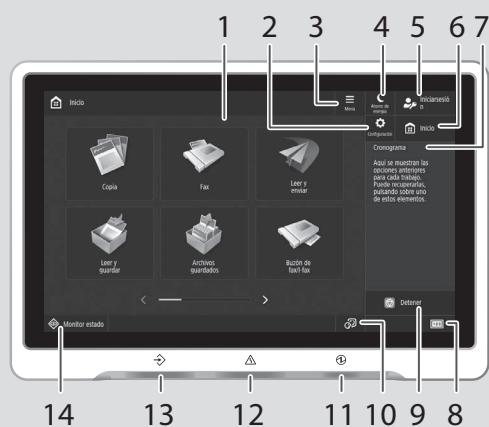 1
2
3
4
5
6
7
Inicio
Menú
Ahorro de
energía
Iniciarsesió
n
Configuración
Inicio
Cronograma
Aquí se muestran las
opciones anteriores
para cada trabajo.
Puede recuperarlas,
pulsando sobre uno
de estos elementos.
Copia
Fax
Leer y
enviar
Leer y
guardar
Archivos
guardados
Buzón de
fax/I-fax
Detener
Monitor estado
14
13
12
11
10
9
8